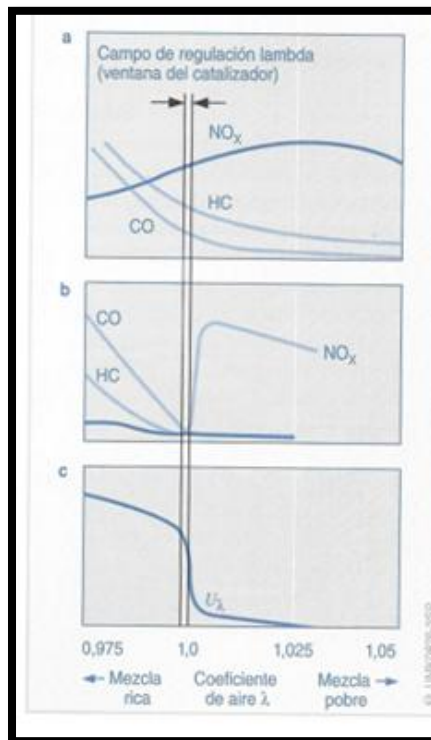 a
Campo de regulación lambda
(ventana del catalizador)
NOX
HC
CO
b
CO
HC
NOX
c
Uλ
0,975 1,0 1,025 1,05
← Mezcla rica
Coeficiente de aire λ
Mezcla pobre →